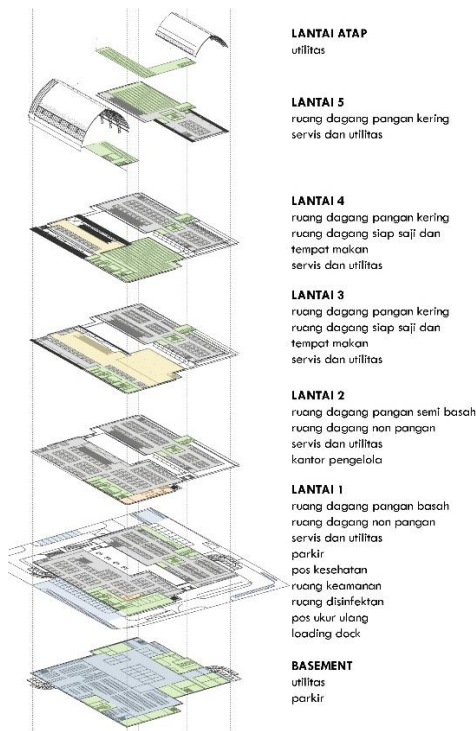 LANTAI ATAP
utilitas
LANTAI 5
ruang dagang pangan kering
servis dan utilitas
LANTAI 4
ruang dagang pangan kering
ruang dagang siap saji dan
tempat makan
servis dan utilitas
LANTAI 3
ruang dagang pangan kering
ruang dagang siap saji dan
tempat makan
servis dan utilitas
LANTAI 2
ruang dagang pangan semi basah
ruang dagang non pangan
servis dan utilitas
kantor pengelola
LANTAI 1
ruang dagang pangan basah
ruang dagang non pangan
servis dan utilitas
parkir
pos kesehatan
ruang keamanan
ruang disinfektan
pos ukur ulang
loading dock
BASEMENT
utilitas
parkir